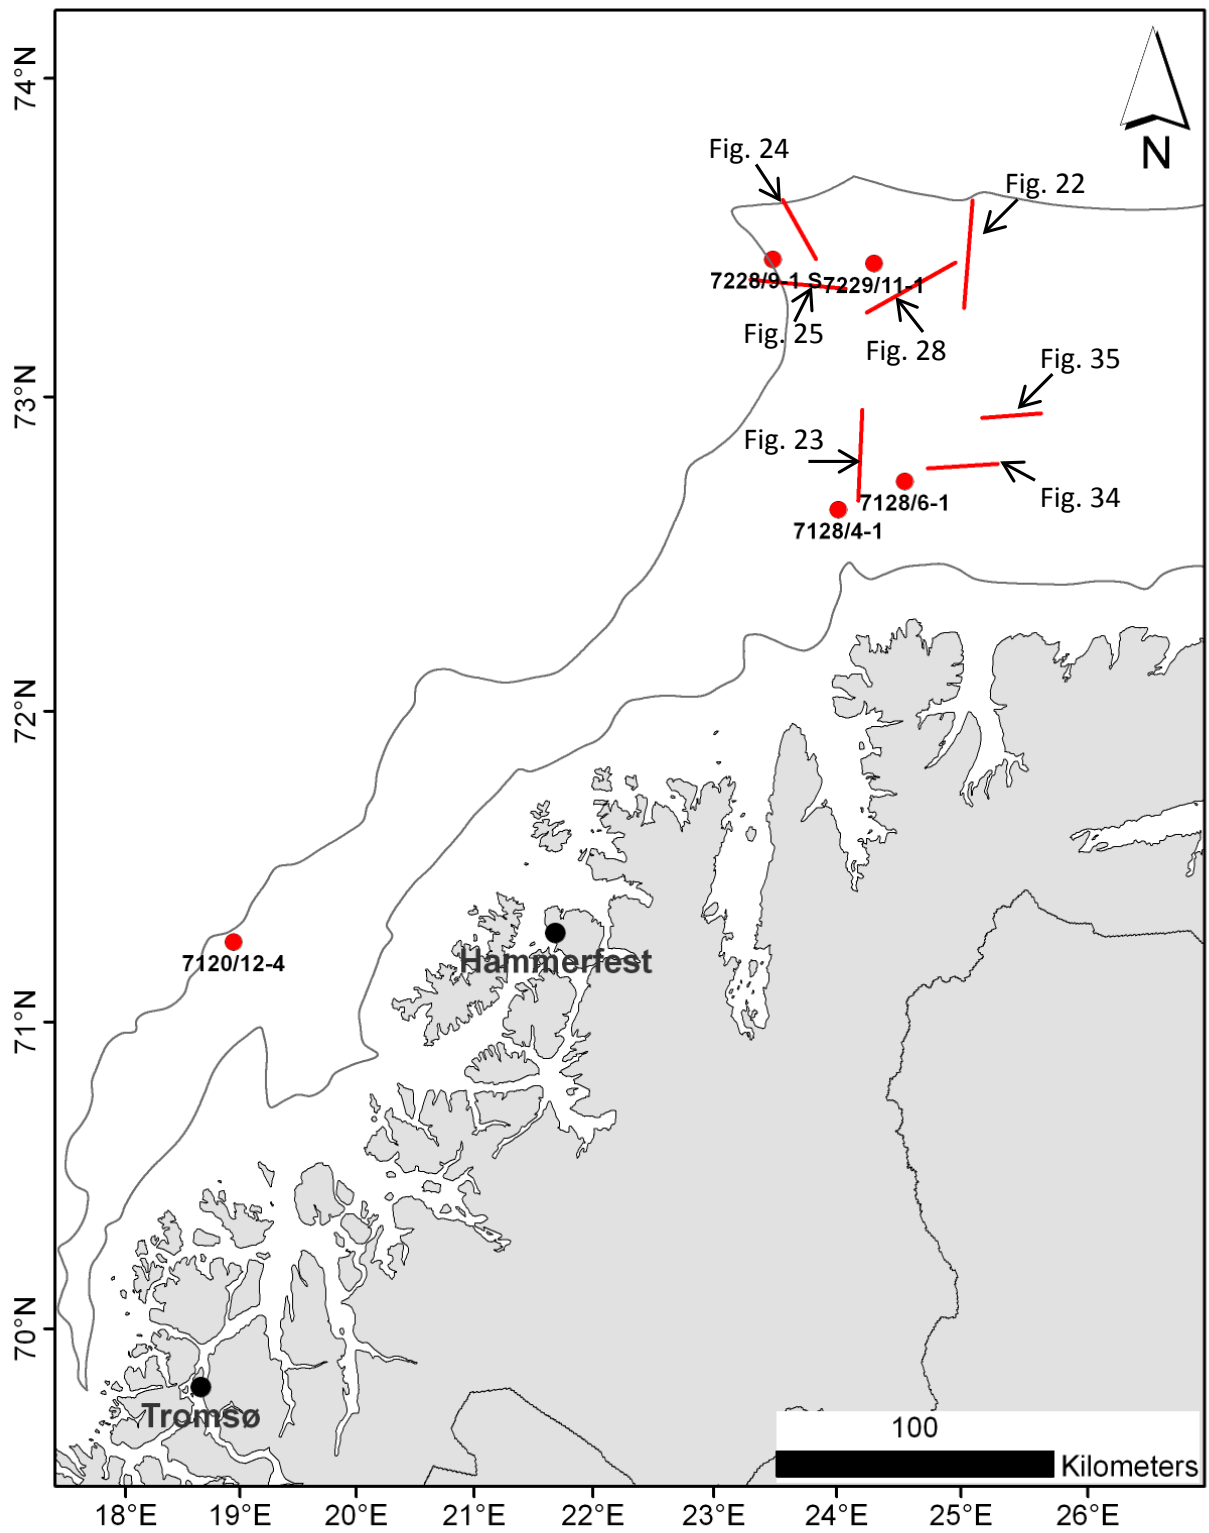 74°N
N
Fig. 24
Fig. 22
7228/9-1 S
7229/11-1
Fig. 25
Fig. 28
73°N
Fig. 35
Fig. 23
Fig. 34
7128/6-1
7128/4-1
72°N
Hammerfest
7120/12-4
71°N
70°N
Tromsø
100
Kilometers
18°E
19°E
20°E
21°E
22°E
23°E
24°E
25°E
26°E